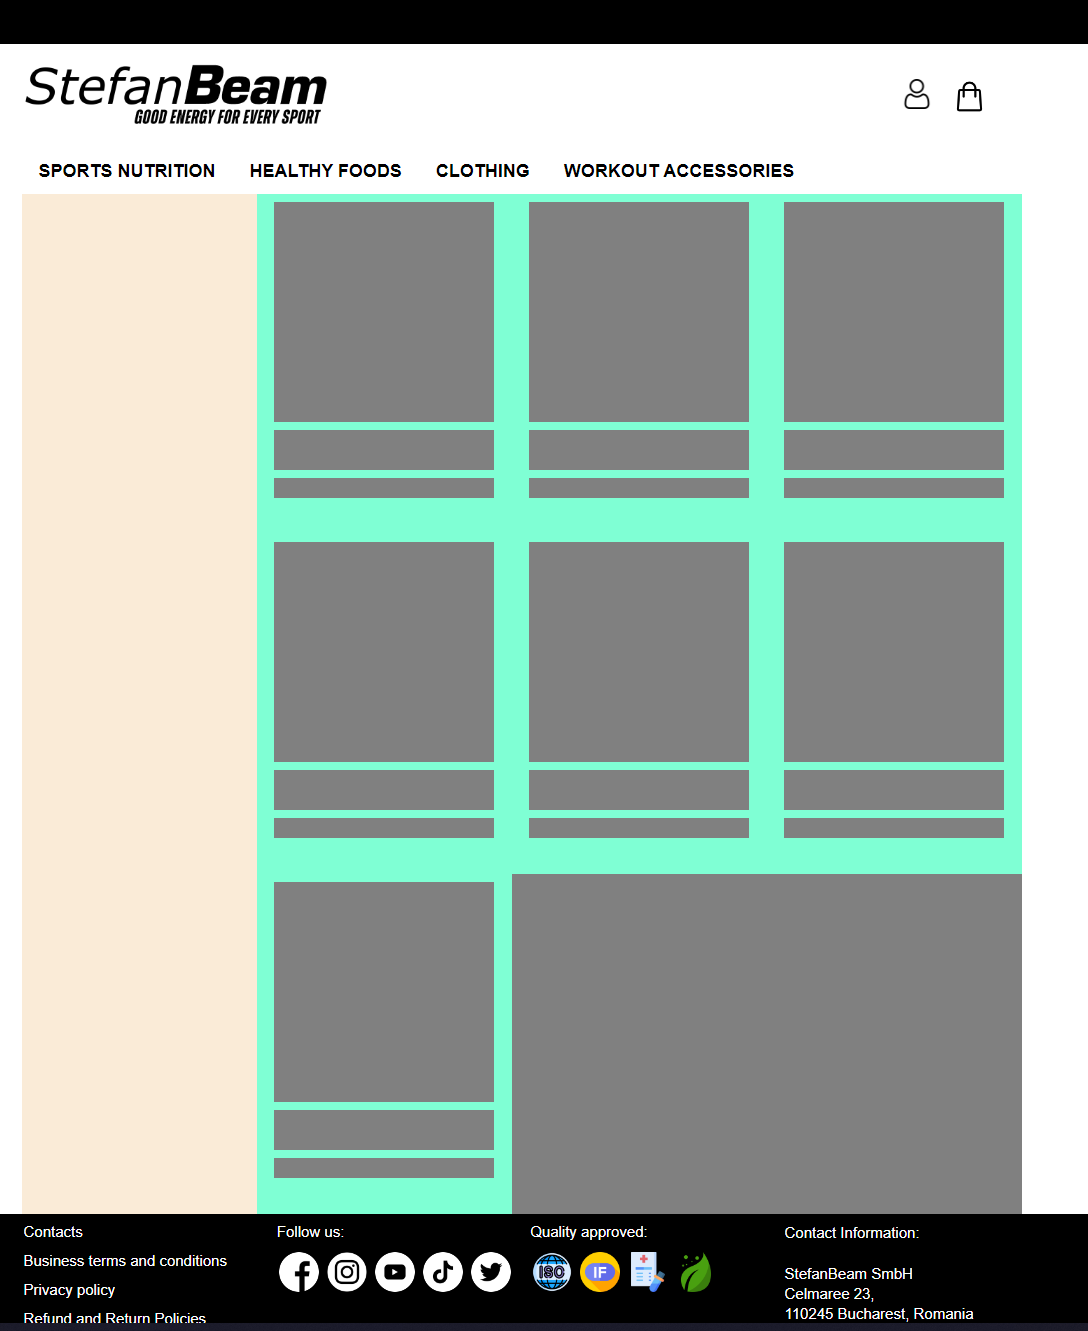 StefanBeam
GOOD ENERGY FOR EVERY SPORT
SPORTS NUTRITION HEALTHY FOODS CLOTHING WORKOUT ACCESSORIES
Contacts
Business terms and conditions
Privacy policy
Refund and Return Policies
Follow us:
Quality approved:
ISO
IF
Contact Information:
StefanBeam SmbH
Celmaree 23,
110245 Bucharest, Romania